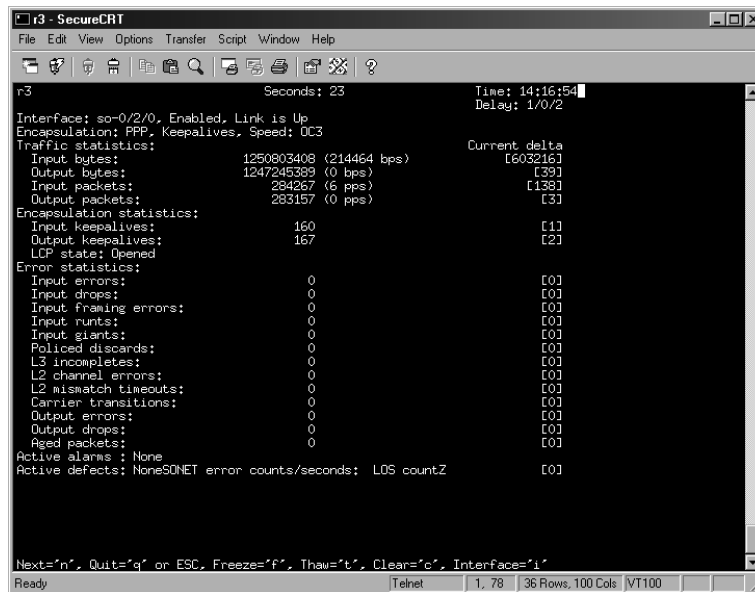 r3 - SecureCRT
File Edit View Options Transfer Script Window Help
r3 Seconds: 23 Time: 14:16:54
Delay: 1/0/2
Interface: so-0/2/0, Enabled, Link is Up
Encapsulation: PPP, Keepalives, Speed: OC3
Traffic statistics: Current delta
Input bytes: 1250803408 (214464 bps) [603216]
Output bytes: 1247245389 (0 bps) [39]
Input packets: 284267 (6 pps) [138]
Output packets: 283157 (0 pps) [3]
Encapsulation statistics:
Input keepalives: 160 [1]
Output keepalives: 167 [2]
LCP state: Opened
Error statistics:
Input errors: 0 [0]
Input drops: 0 [0]
Input framing errors: 0 [0]
Input runts: 0 [0]
Input giants: 0 [0]
Policed discards: 0 [0]
L3 incompletes: 0 [0]
L2 channel errors: 0 [0]
L2 mismatch timeouts: 0 [0]
Carrier transitions: 0 [0]
Output errors: 0 [0]
Output drops: 0 [0]
Aged packets: 0 [0]
Active alarms : None
Active defects: NoneSONET error counts/seconds: LOS countZ [0]
Next='n', Quit='q' or ESC, Freeze='f', Thaw='t', Clear='c', Interface='i'
Ready Telnet 1, 78 36 Rows, 100 Cols VT100